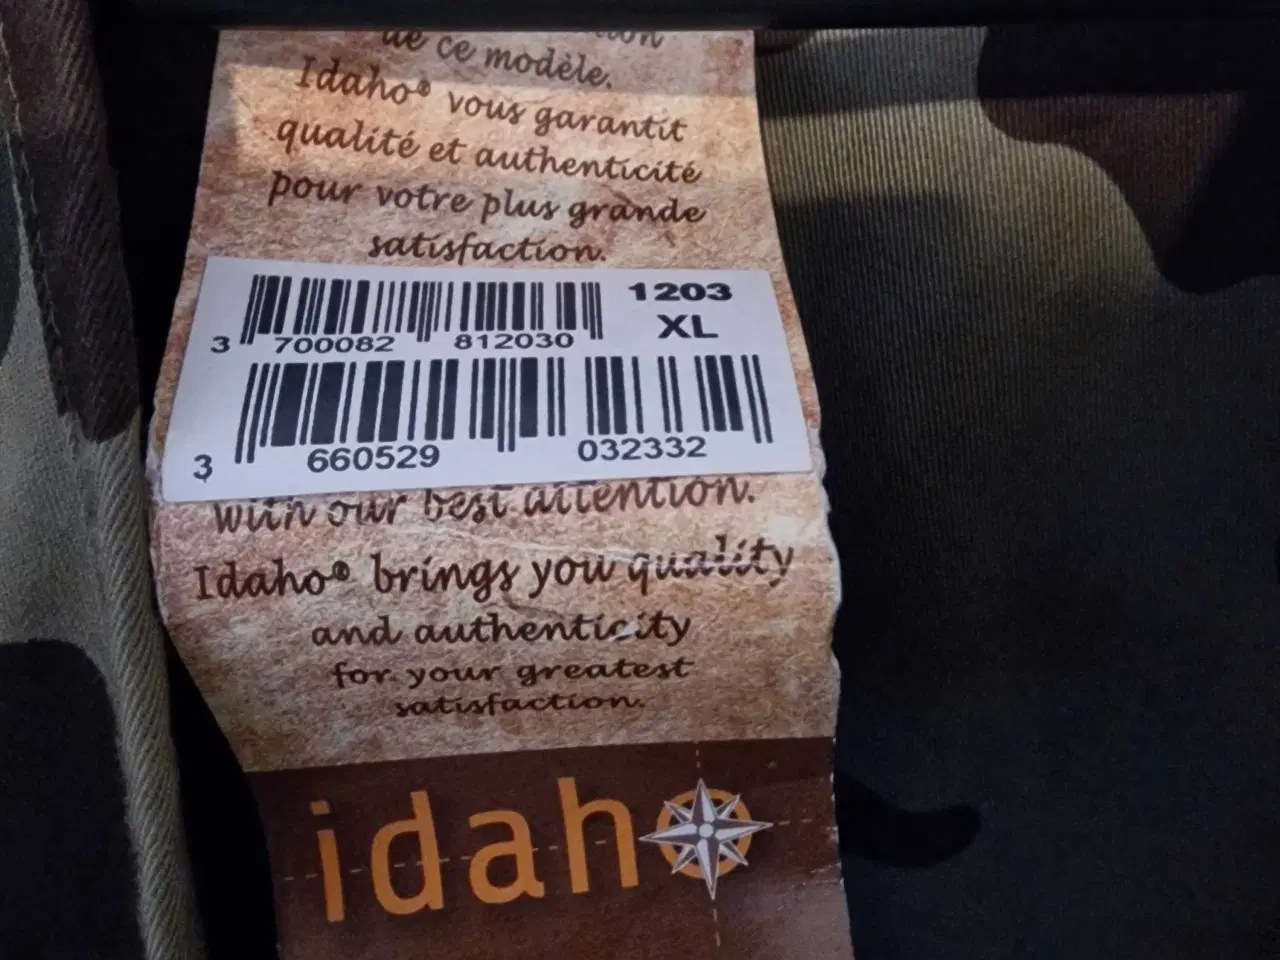 de ce modèle.
Idaho® vous garantit
qualité et authenticité
pour votre plus grande
satisfaction.
1203
XL
3 700082 812030
3 660529 032332
with our best attention.
Idaho® brings you quality
and authenticity
for your greatest
satisfaction.
idaho